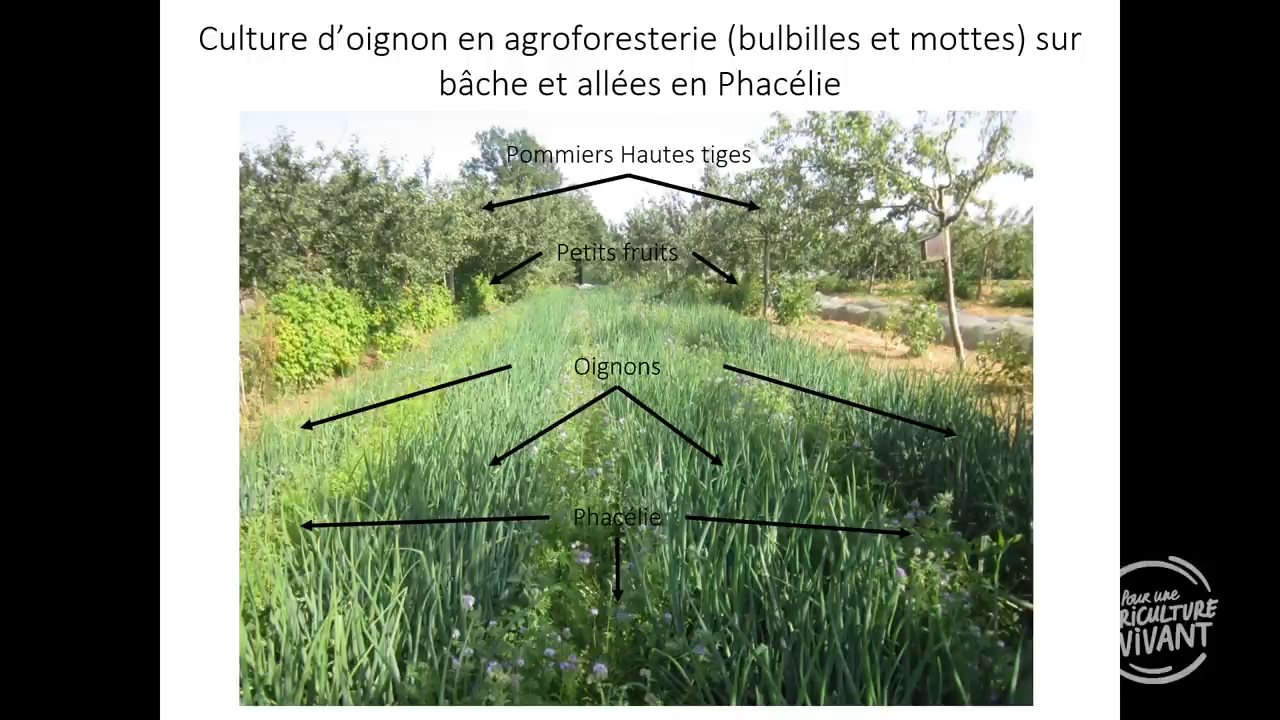 Culture d'oignon en agroforesterie (bulbilles et mottes) sur
bâche et allées en Phacélie
Pommiers Hautes tiges
Petits fruits
Oignons
Phacélie
Pour une
RICULTURE
VIVANT